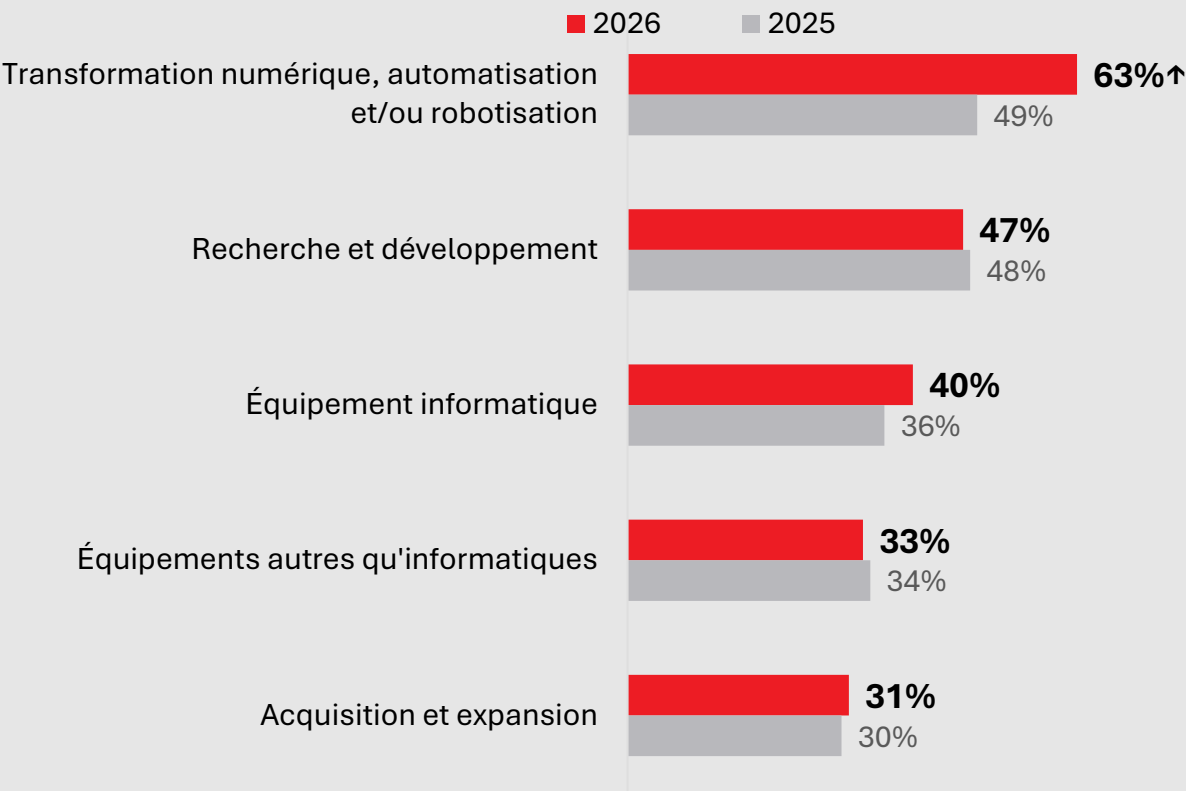 2026 2025
Transformation numérique, automatisation
et/ou robotisation
63%↑
49%
Recherche et développement
47%
48%
Équipement informatique
40%
36%
Équipements autres qu'informatiques
33%
34%
Acquisition et expansion
31%
30%